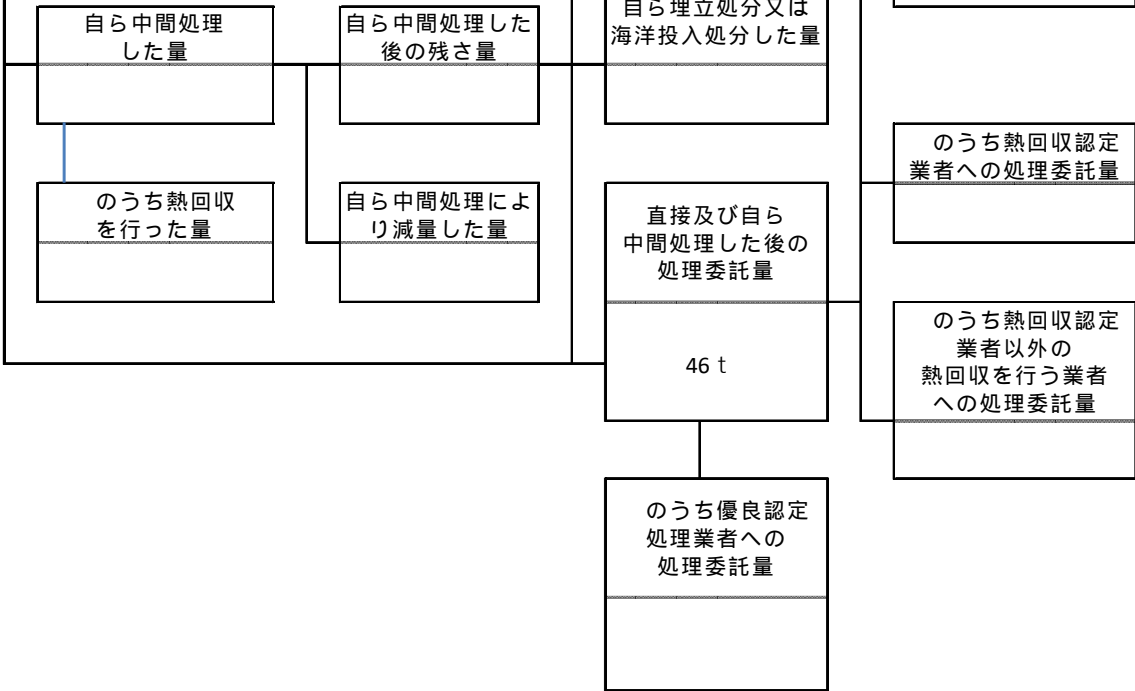 自ら中間処理
した量
自ら中間処理した
後の残さ量
自ら埋立処分又は
海洋投入処分した量
のうち熱回収認定
業者への処理委託量
のうち熱回収
を行った量
自ら中間処理によ
り減量した量
直接及び自ら
中間処理した後の
処理委託量
46 t
のうち熱回収認定
業者以外の
熱回収を行う業者
への処理委託量
のうち優良認定
処理業者への
処理委託量